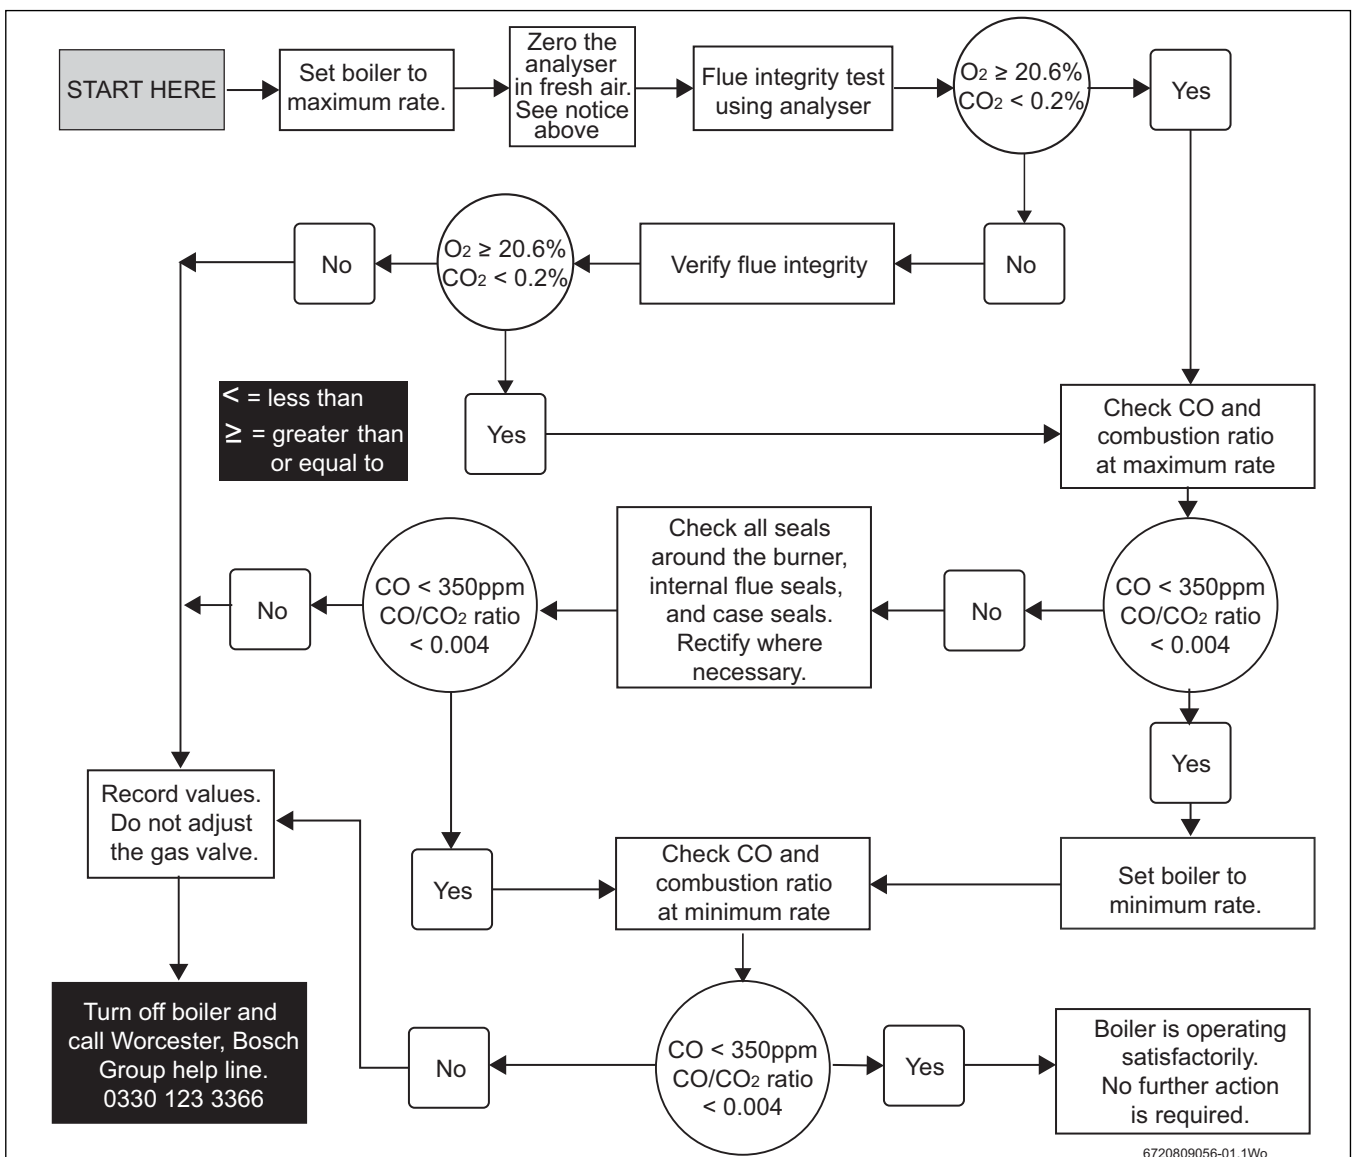 START HERE
Set boiler to
maximum rate.
Zero the
analyser
in fresh air.
See notice
above
Flue integrity test
using analyser
O2 ≥ 20.6%
CO2 < 0.2%
Yes
No
O2 ≥ 20.6%
CO2 < 0.2%
Verify flue integrity
No
< = less than
≥ = greater than
or equal to
Yes
Check CO and
combustion ratio
at maximum rate
No
CO < 350ppm
CO/CO2 ratio
< 0.004
Check all seals
around the burner,
internal flue seals,
and case seals.
Rectify where
necessary.
No
CO < 350ppm
CO/CO2 ratio
< 0.004
Yes
Record values.
Do not adjust
the gas valve.
Yes
Check CO and
combustion ratio
at minimum rate
Set boiler to
minimum rate.
Turn off boiler and
call Worcester, Bosch
Group help line.
0330 123 3366
No
CO < 350ppm
CO/CO2 ratio
< 0.004
Yes
Boiler is operating
satisfactorily.
No further action
is required.
6720809056-01.1Wo